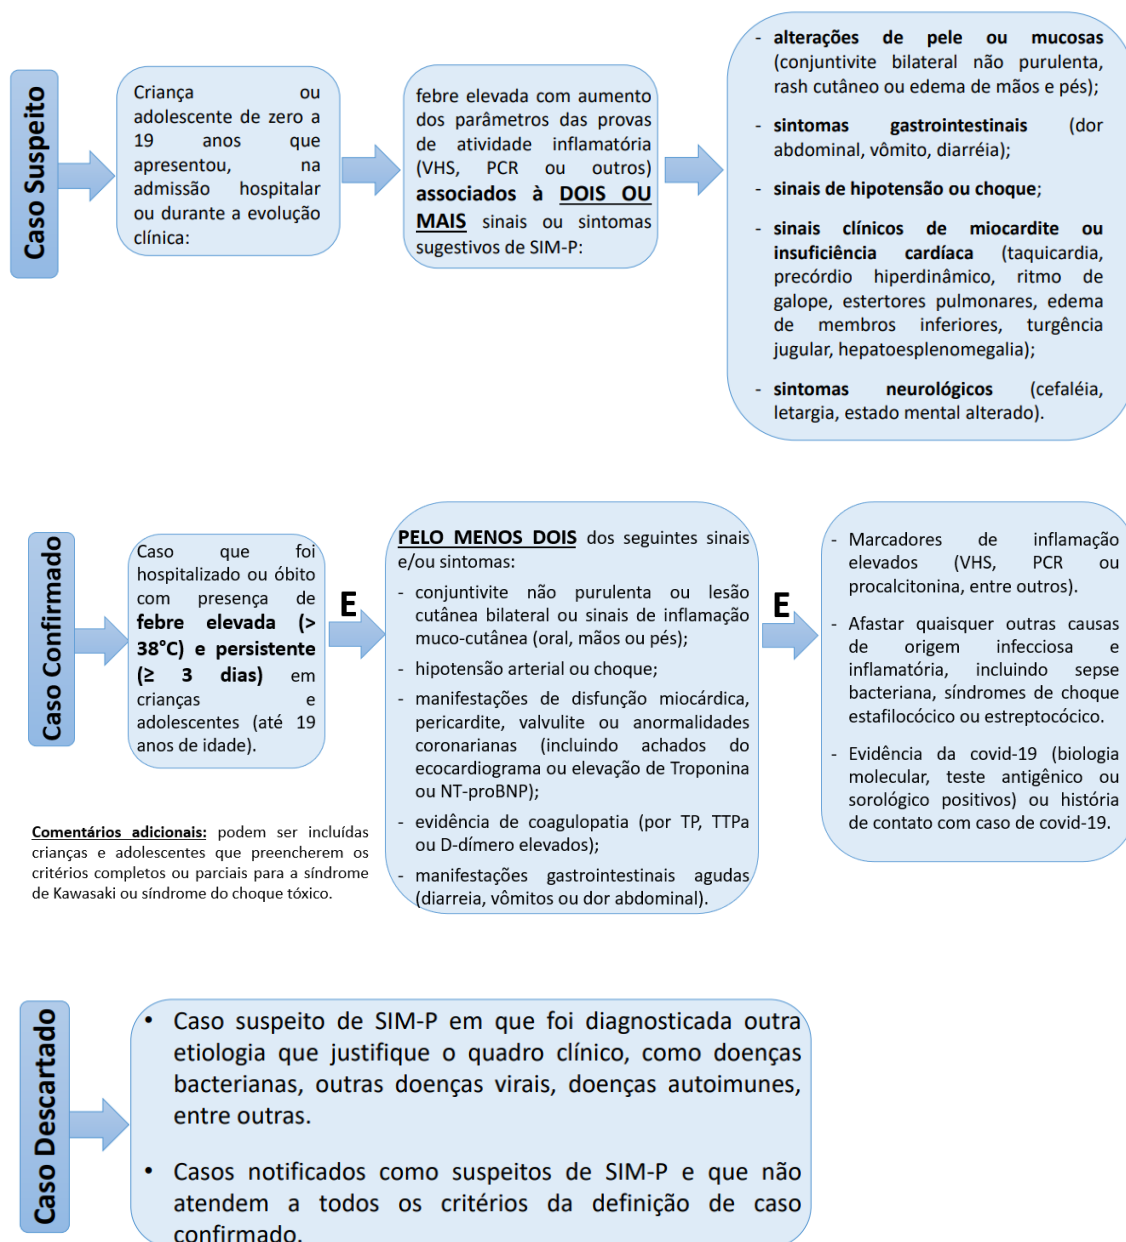 Caso Suspeito
Criança ou
adolescente de zero a
19 anos que
apresentou, na
admissão hospitalar
ou durante a evolução
clínica:
febre elevada com aumento
dos parâmetros das provas
de atividade inflamatória
(VHS, PCR ou outros)
associados à DOIS OU
MAIS sinais ou sintomas
sugestivos de SIM-P:
- alterações de pele ou mucosas
(conjuntivite bilateral não purulenta,
rash cutâneo ou edema de mãos e pés);
- sintomas gastrointestinais (dor
abdominal, vômito, diarréia);
- sinais de hipotensão ou choque;
- sinais clínicos de miocardite ou
insuficiência cardíaca (taquicardia,
precórdio hiperdinâmico, ritmo de
galope, estertores pulmonares, edema
de membros inferiores, turgência
jugular, hepatoesplenomegalia);
- sintomas neurológicos (cefaléia,
letargia, estado mental alterado).
Caso Confirmado
Caso que foi
hospitalizado ou óbito
com presença de
febre elevada (>
38°C) e persistente
(≥ 3 dias) em
crianças e
adolescentes (até 19
anos de idade).
E
PELO MENOS DOIS dos seguintes sinais
e/ou sintomas:
- conjuntivite não purulenta ou lesão
cutânea bilateral ou sinais de inflamação
muco-cutânea (oral, mãos ou pés);
- hipotensão arterial ou choque;
- manifestações de disfunção miocárdica,
pericardite, valvulite ou anormalidades
coronarianas (incluindo achados do
ecocardiograma ou elevação de Troponina
ou NT-proBNP);
- evidência de coagulopatia (por TP, TTPa
ou D-dímero elevados);
- manifestações gastrointestinais agudas
(diarreia, vômitos ou dor abdominal).
E
- Marcadores de inflamação
elevados (VHS, PCR ou
procalcitonina, entre outros).
- Afastar quaisquer outras causas
de origem infecciosa e
inflamatória, incluindo sepse
bacteriana, síndromes de choque
estafilocócico ou estreptocócico.
- Evidência da covid-19 (biologia
molecular, teste antigênico ou
sorológico positivos) ou história
de contato com caso de covid-19.
Comentários adicionais: podem ser incluídas
crianças e adolescentes que preencherem os
critérios completos ou parciais para a síndrome
de Kawasaki ou síndrome do choque tóxico.
Caso Descartado
• Caso suspeito de SIM-P em que foi diagnosticada outra
etiologia que justifique o quadro clínico, como doenças
bacterianas, outras doenças virais, doenças autoimunes,
entre outras.
• Casos notificados como suspeitos de SIM-P e que não
atendem a todos os critérios da definição de caso
confirmado.